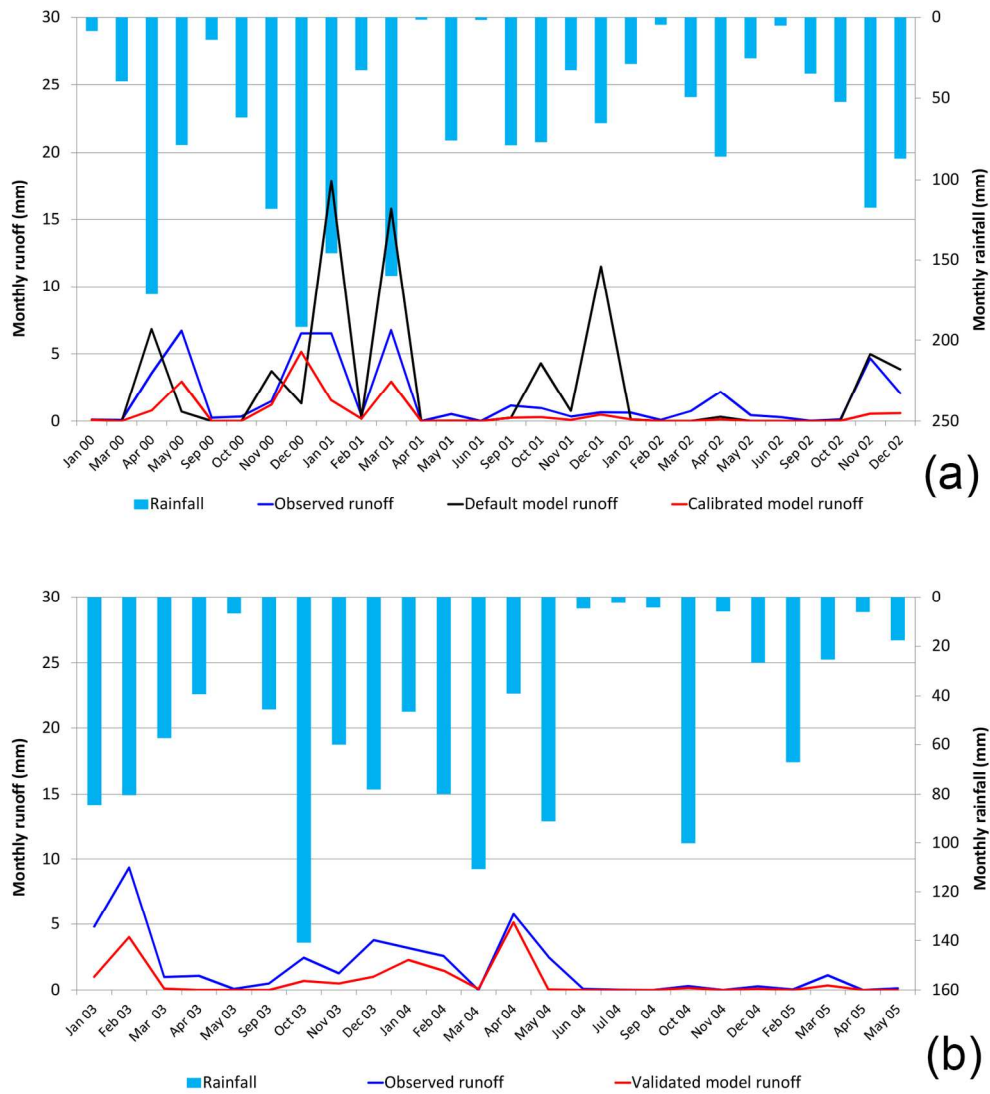 30
25
20
15
10
5
0
Monthly runoff (mm)
0
50
100
150
200
250
Monthly rainfall (mm)
Jan 00
Mar 00
Apr 00
May 00
Sep 00
Oct 00
Nov 00
Dec 00
Jan 01
Feb 01
Mar 01
Apr 01
May 01
Jun 01
Sep 01
Oct 01
Nov 01
Dec 01
Jan 02
Feb 02
Mar 02
Apr 02
May 02
Jun 02
Sep 02
Oct 02
Nov 02
Dec 02
(a)
Rainfall
Observed runoff
Default model runoff
Calibrated model runoff
30
25
20
15
10
5
0
Monthly runoff (mm)
0
20
40
60
80
100
120
140
160
Monthly rainfall (mm)
Jan 03
Feb 03
Mar 03
Apr 03
May 03
Sep 03
Oct 03
Nov 03
Dec 03
Jan 04
Feb 04
Mar 04
Apr 04
May 04
Jun 04
Jul 04
Sep 04
Oct 04
Nov 04
Dec 04
Feb 05
Mar 05
Apr 05
May 05
(b)
Rainfall
Observed runoff
Validated model runoff